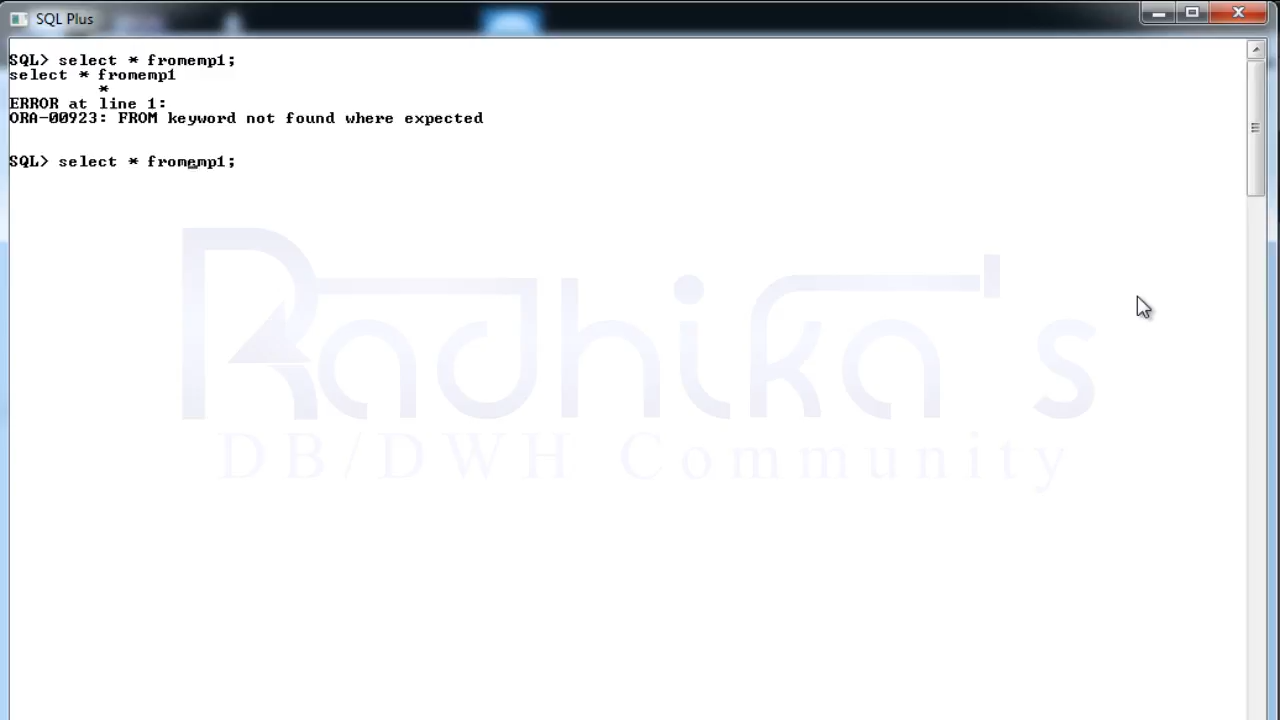 SQL Plus
SQL> select * fromemp1;
select * fromemp1
*
ERROR at line 1:
ORA-00923: FROM keyword not found where expected
SQL> select * fromemp1;
Radhika's
DB/DWH Community